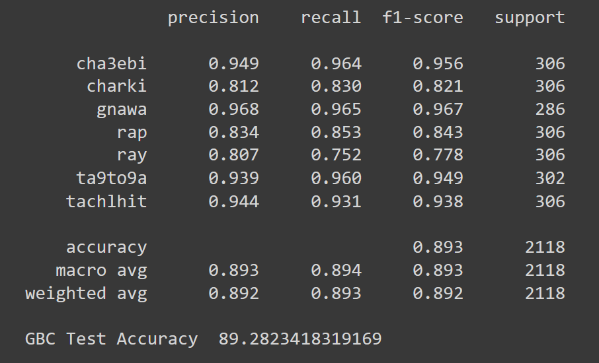 precision recall f1-score support
cha3ebi 0.949 0.964 0.956 306
charki 0.812 0.830 0.821 306
gnawa 0.968 0.965 0.967 286
rap 0.834 0.853 0.843 306
ray 0.807 0.752 0.778 306
ta9to9a 0.939 0.960 0.949 302
tachlhit 0.944 0.931 0.938 306
accuracy 0.893 2118
macro avg 0.893 0.894 0.893 2118
weighted avg 0.892 0.893 0.892 2118
GBC Test Accuracy 89.2823418319169